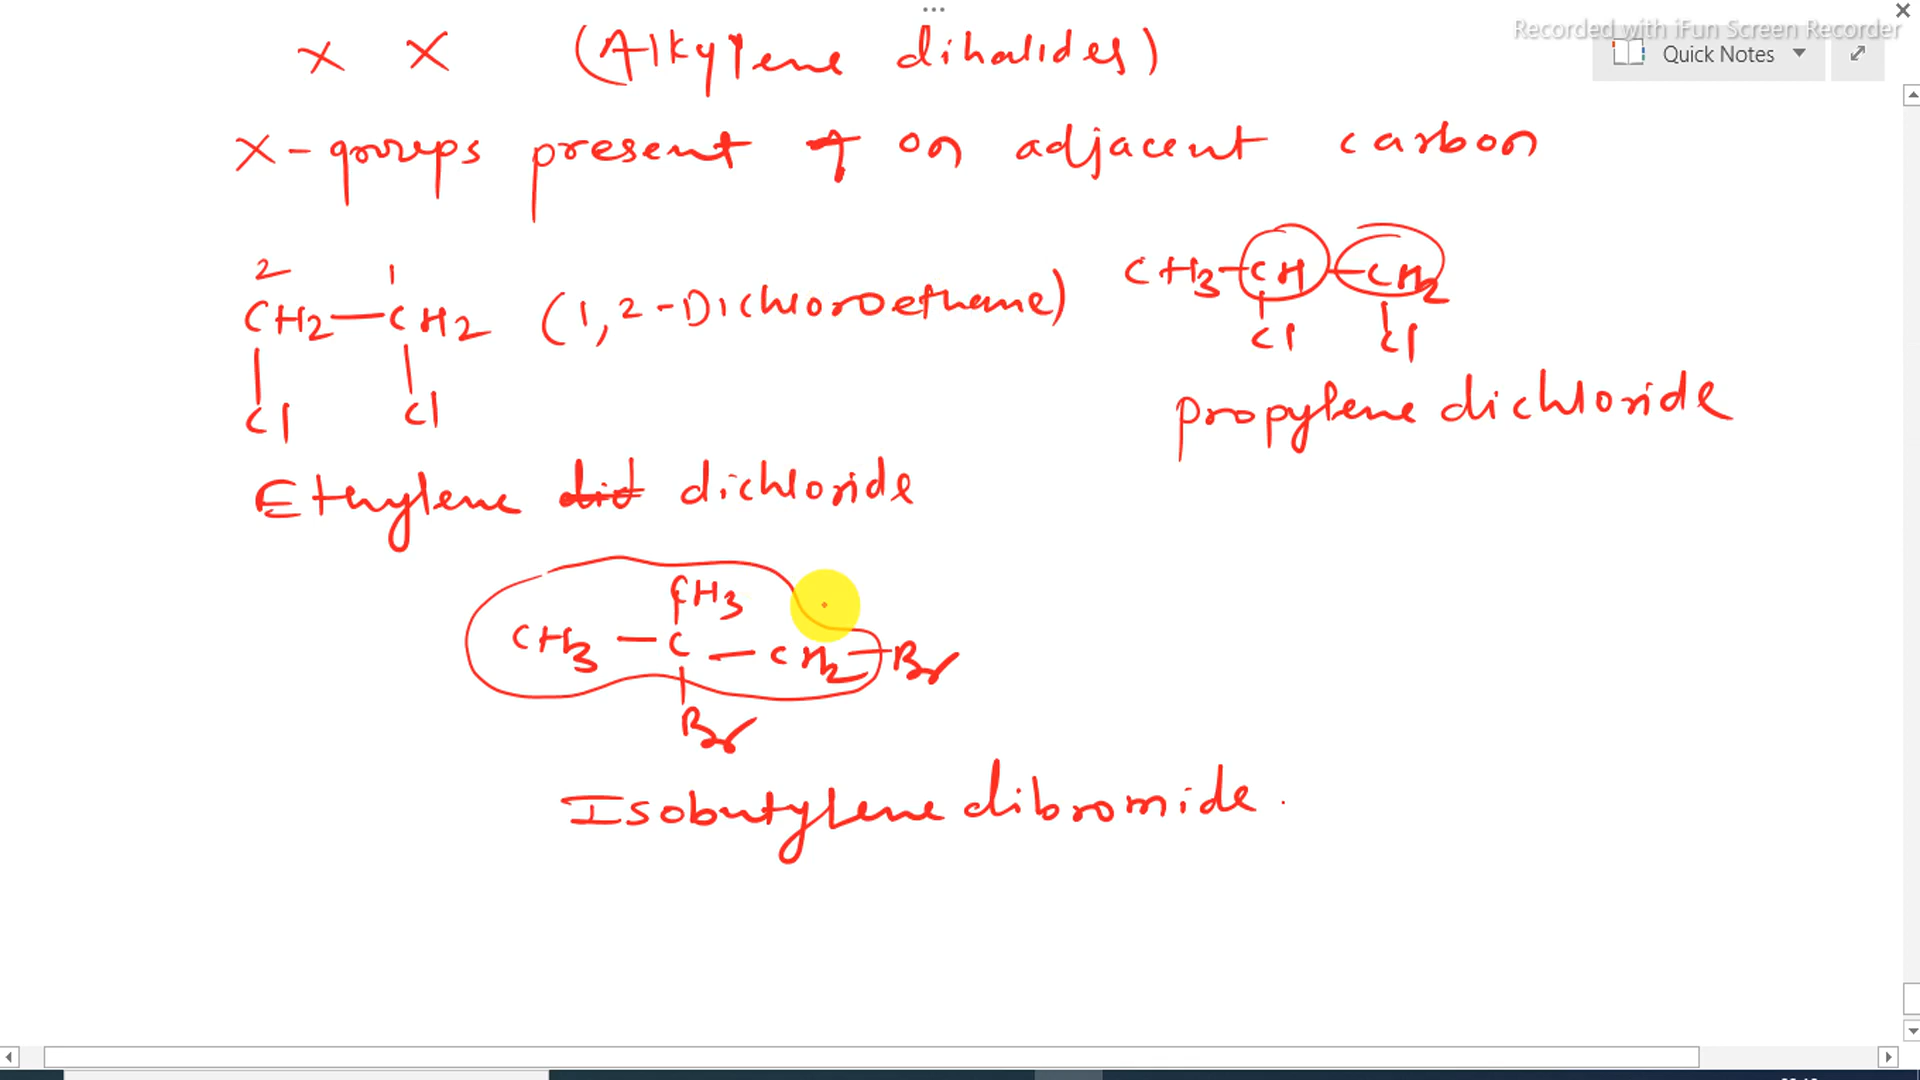 Recorded with iFun Screen Recorder
Quick Notes
X X (Alkylene dihalides)
X-groups present on adjacent carbon
2 1
CH2—CH2 (1,2-Dichloroethane)
Cl Cl
CH3-CH-CH2
Cl Cl
propylene dichloride
Ethylene dichloride
CH3
CH3 — C — CH2-Br
Br
Isobutylene dibromide.